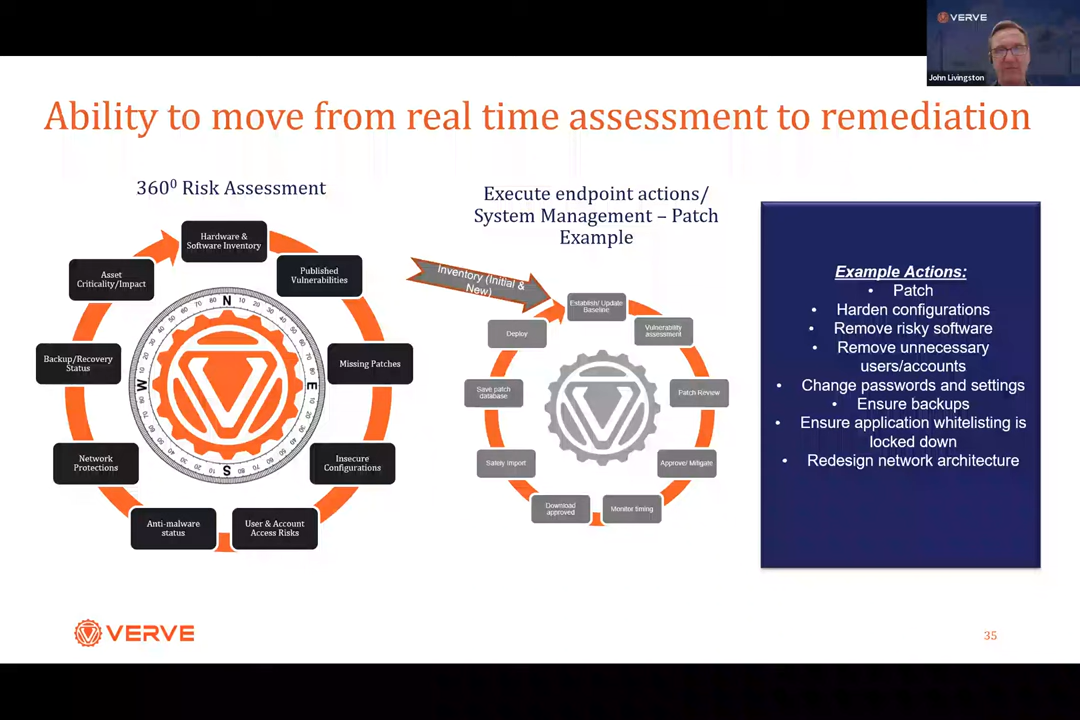 VERVE
John Livingston
Ability to move from real time assessment to remediation
360⁰ Risk Assessment
Hardware &
Software Inventory
Published
Vulnerabilities
Missing Patches
Insecure
Configurations
User & Account
Access Risks
Anti-malware
status
Network
Protections
Backup/Recovery
Status
Asset
Criticality/Impact
N
E
S
W
Execute endpoint actions/
System Management – Patch
Example
Inventory (Initial &
New)
Establish/ Update
Baseline
Vulnerability
assessment
Patch Review
Approve/ Mitigate
Monitor timing
Download
approved
Safely Import
Save patch
database
Deploy
Example Actions:
• Patch
• Harden configurations
• Remove risky software
• Remove unnecessary
users/accounts
• Change passwords and settings
• Ensure backups
• Ensure application whitelisting is
locked down
• Redesign network architecture
VERVE
35